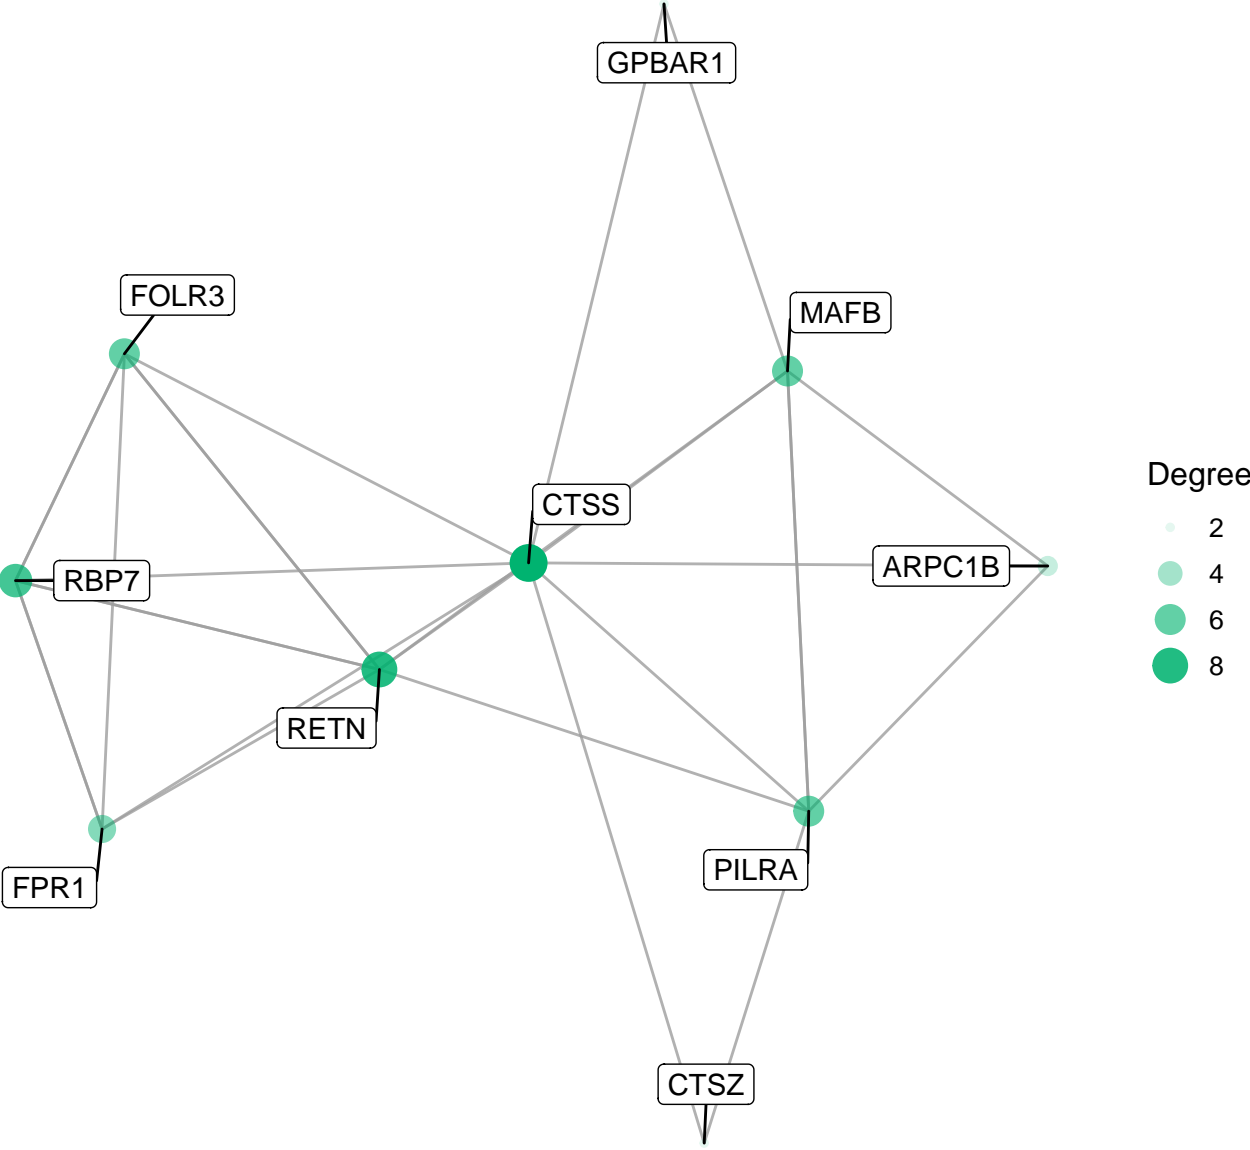 GPBAR1
FOLR3
MAFB
CTSS
ARPC1B
RBP7
RETN
PILRA
FPR1
CTSZ
Degree
2
4
6
8